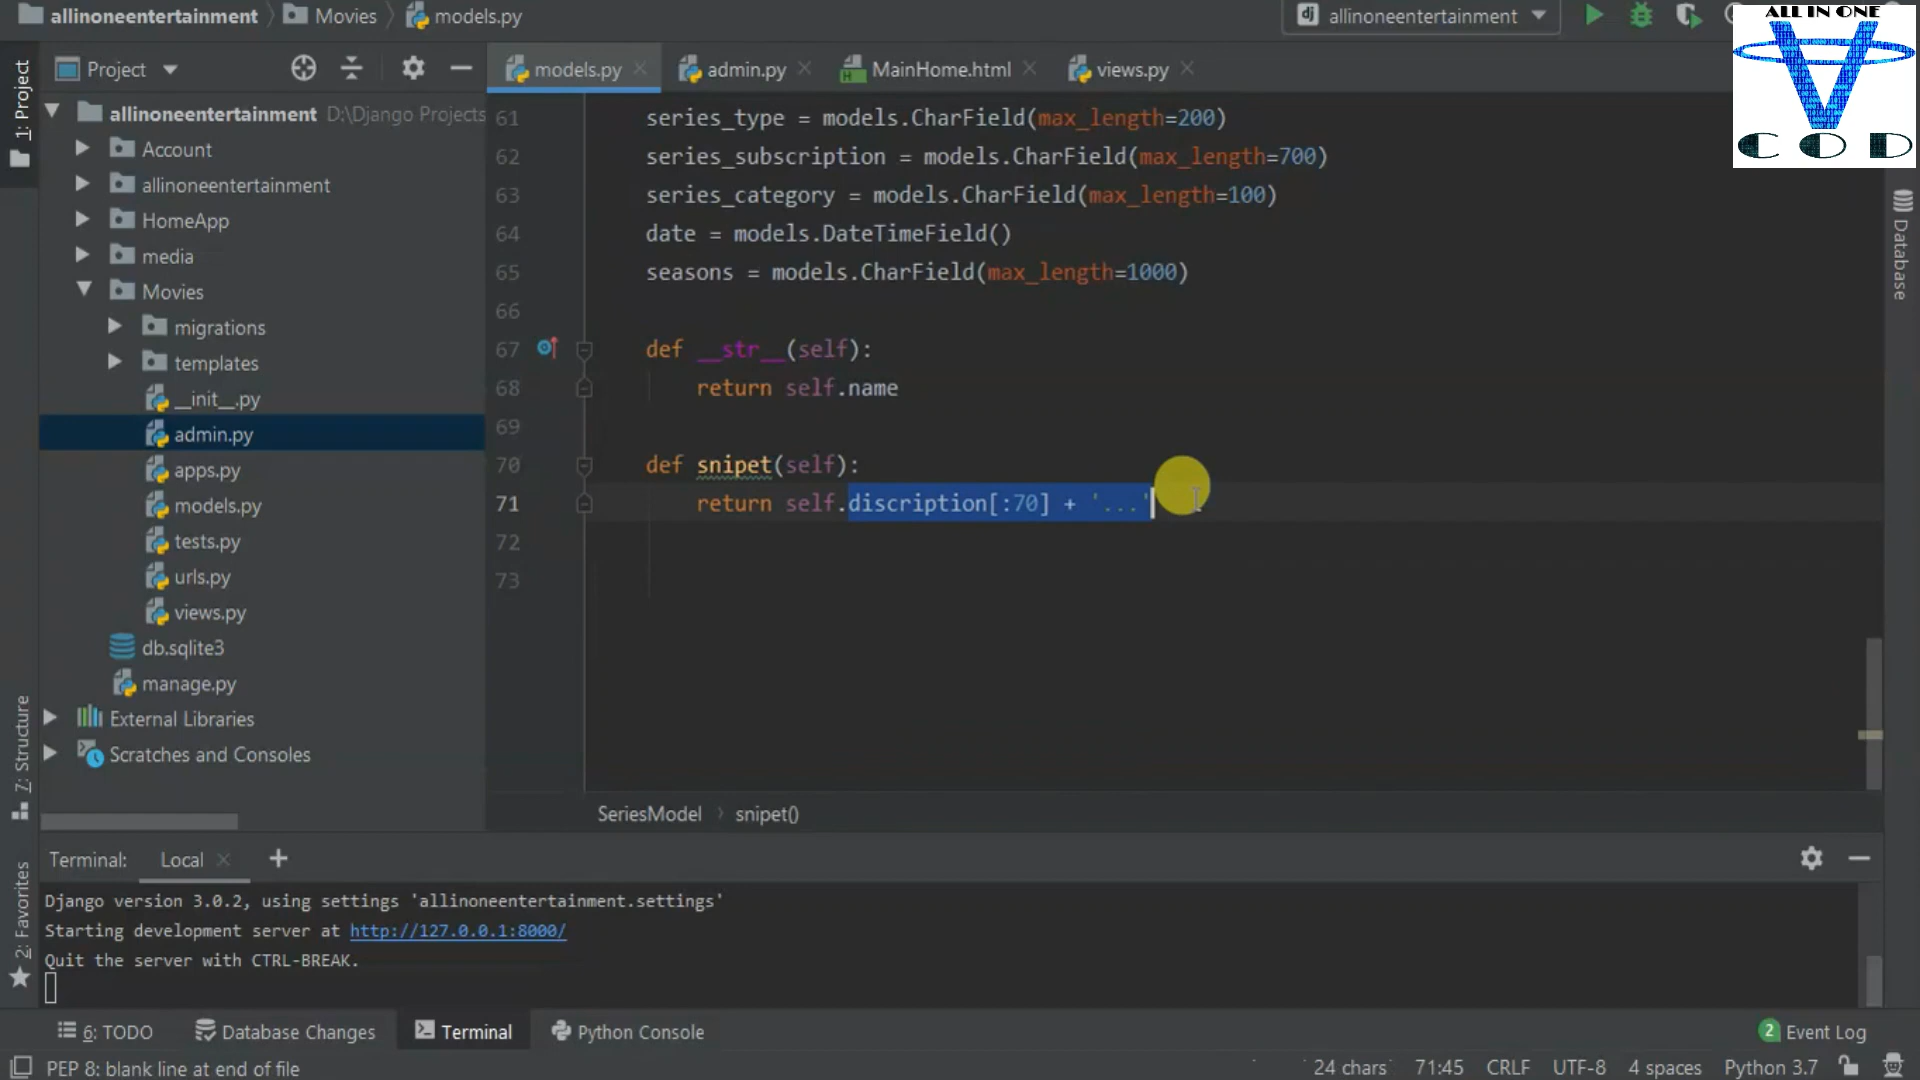 allinoneentertainment Movies models.py
allinoneentertainment
ALL IN ONE
C O D
1: Project
Project
models.py
admin.py
MainHome.html
views.py
allinoneentertainment D:\Django Projects
Account
allinoneentertainment
HomeApp
media
Movies
migrations
templates
__init__.py
admin.py
apps.py
models.py
tests.py
urls.py
views.py
db.sqlite3
manage.py
External Libraries
Scratches and Consoles
61 series_type = models.CharField(max_length=200)
62 series_subscription = models.CharField(max_length=700)
63 series_category = models.CharField(max_length=100)
64 date = models.DateTimeField()
65 seasons = models.CharField(max_length=1000)
66
67 def __str__(self):
68 return self.name
69
70 def snipet(self):
71 return self.discription[:70] + '...'
72
73
Database
SeriesModel snipet()
7: Structure
2: Favorites
Terminal: Local
Django version 3.0.2, using settings 'allinoneentertainment.settings'
Starting development server at http://127.0.0.1:8000/
Quit the server with CTRL-BREAK.
6: TODO Database Changes Terminal Python Console
2 Event Log
PEP 8: blank line at end of file
24 chars 71:45 CRLF UTF-8 4 spaces Python 3.7